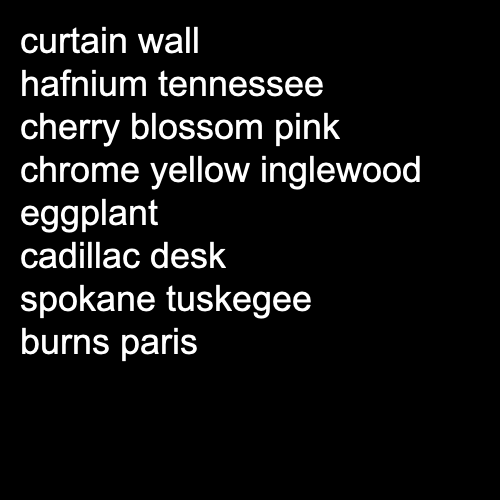 curtain wall
hafnium tennessee
cherry blossom pink
chrome yellow inglewood
eggplant
cadillac desk
spokane tuskegee
burns paris